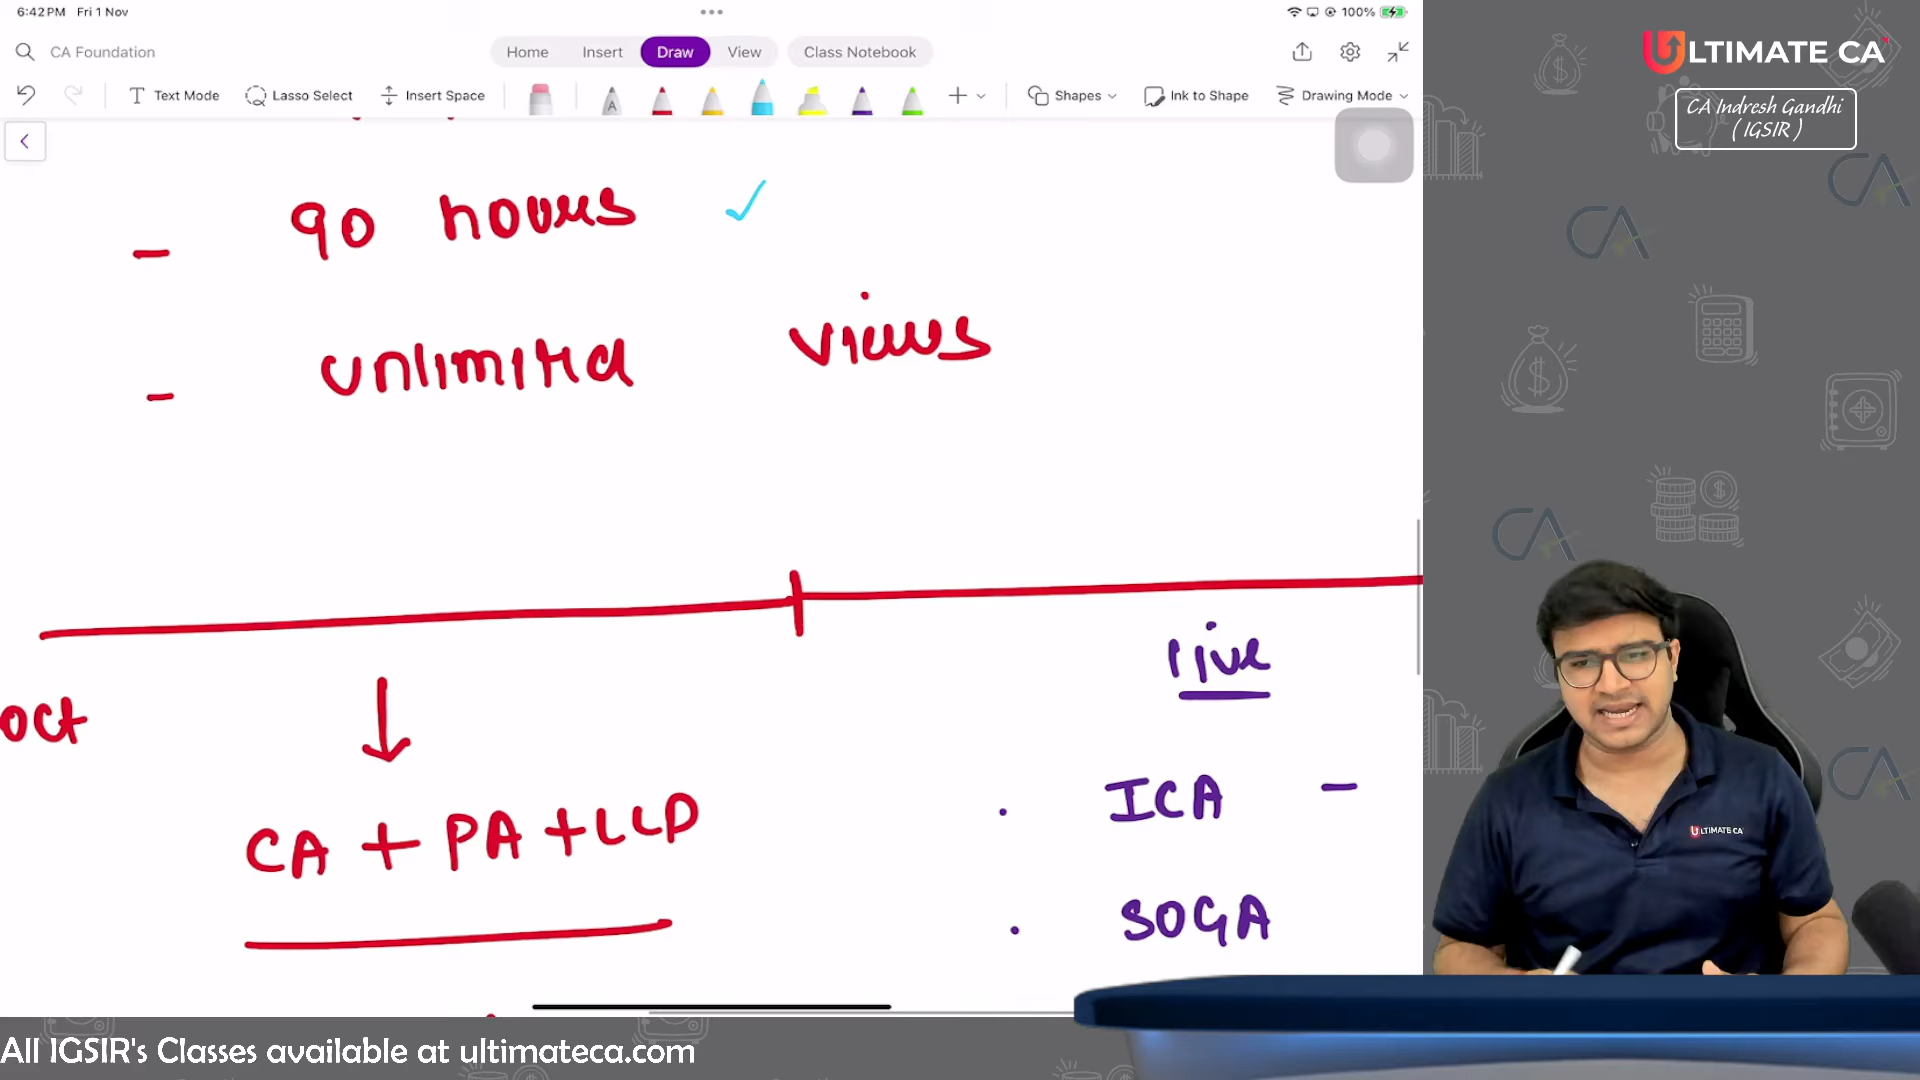 6:42 PM Fri 1 Nov
100%
CA Foundation
Home Insert Draw View Class Notebook
Text Mode Lasso Select Insert Space
A
Shapes Ink to Shape Drawing Mode
ULTIMATE CA
CA Indresh Gandhi
( IGSIR )
- 90 hours ✓
- unlimited views
live
oct
CA + PA + LLP
• ICA -
• SOGA
ULTIMATE CA
All IGSIR's Classes available at ultimateca.com